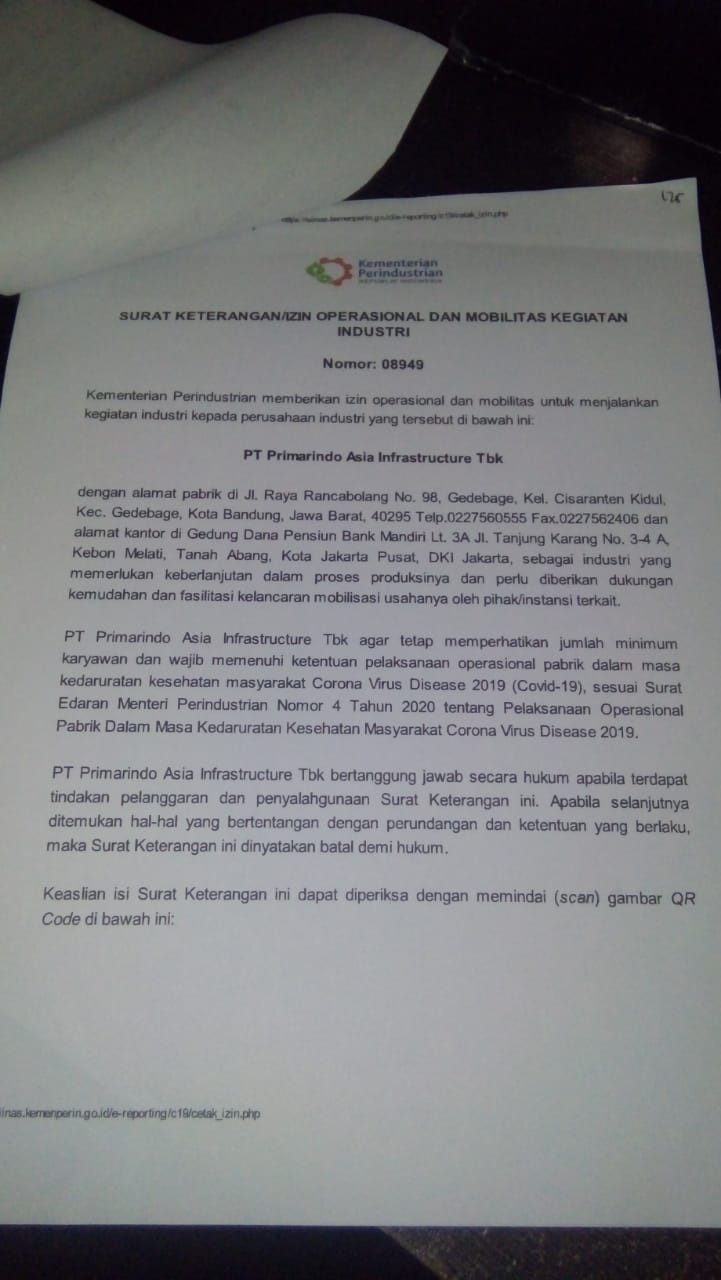 175
https://siinas.kemenperin.go.id/e-reporting/c19/cetak_izin.php
Kementerian
Perindustrian
SURAT KETERANGAN/IZIN OPERASIONAL DAN MOBILITAS KEGIATAN
INDUSTRI
Nomor: 08949
Kementerian Perindustrian memberikan izin operasional dan mobilitas untuk menjalankan
kegiatan industri kepada perusahaan industri yang tersebut di bawah ini:
PT Primarindo Asia Infrastructure Tbk
dengan alamat pabrik di Jl. Raya Rancabolang No. 98, Gedebage, Kel. Cisaranten Kidul,
Kec. Gedebage, Kota Bandung, Jawa Barat, 40295 Telp.0227560555 Fax.0227562406 dan
alamat kantor di Gedung Dana Pensiun Bank Mandiri Lt. 3A Jl. Tanjung Karang No. 3-4 A,
Kebon Melati, Tanah Abang, Kota Jakarta Pusat, DKI Jakarta, sebagai industri yang
memerlukan keberlanjutan dalam proses produksinya dan perlu diberikan dukungan
kemudahan dan fasilitasi kelancaran mobilisasi usahanya oleh pihak/instansi terkait.
PT Primarindo Asia Infrastructure Tbk agar tetap memperhatikan jumlah minimum
karyawan dan wajib memenuhi ketentuan pelaksanaan operasional pabrik dalam masa
kedaruratan kesehatan masyarakat Corona Virus Disease 2019 (Covid-19), sesuai Surat
Edaran Menteri Perindustrian Nomor 4 Tahun 2020 tentang Pelaksanaan Operasional
Pabrik Dalam Masa Kedaruratan Kesehatan Masyarakat Corona Virus Disease 2019.
PT Primarindo Asia Infrastructure Tbk bertanggung jawab secara hukum apabila terdapat
tindakan pelanggaran dan penyalahgunaan Surat Keterangan ini. Apabila selanjutnya
ditemukan hal-hal yang bertentangan dengan perundangan dan ketentuan yang berlaku,
maka Surat Keterangan ini dinyatakan batal demi hukum.
Keaslian isi Surat Keterangan ini dapat diperiksa dengan memindai (scan) gambar QR
Code di bawah ini:
iinas.kemenperin.go.id/e-reporting/c19/cetak_izin.php